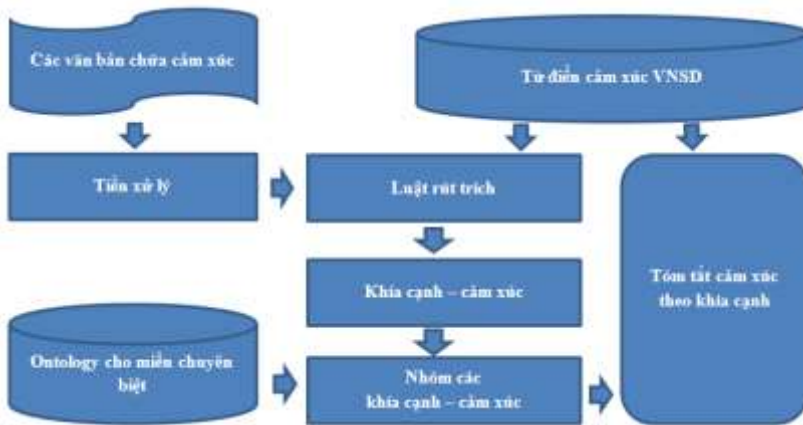 Các văn bản chứa cảm xúc
Từ điển cảm xúc VNSD
Tiền xử lý
Luật rút trích
Khía cạnh – cảm xúc
Tóm tắt cảm xúc
theo khía cạnh
Ontology cho miền chuyên
biệt
Nhóm các
khía cạnh – cảm xúc